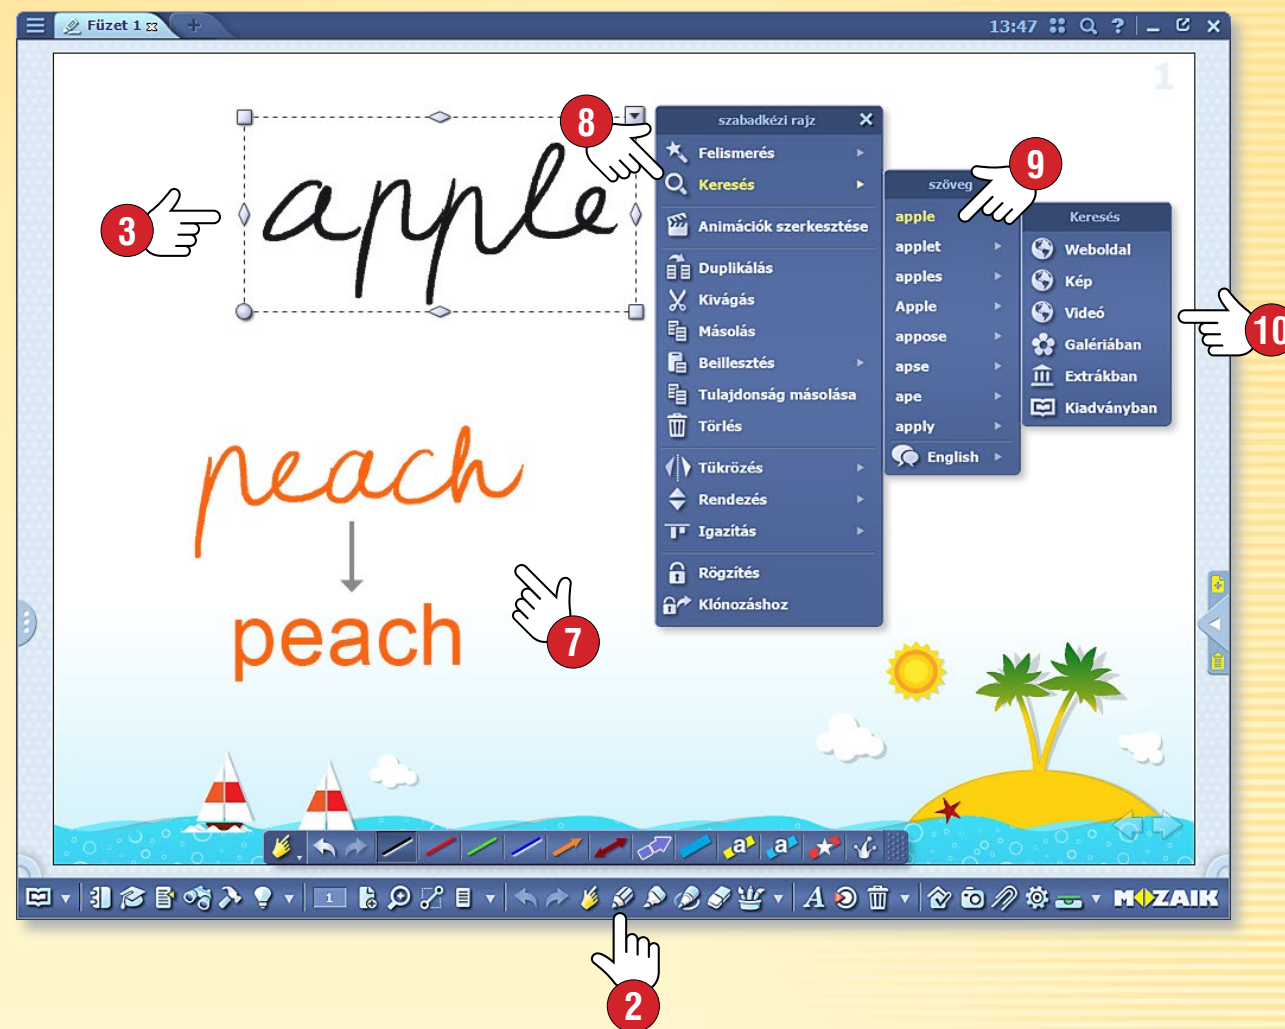 Füzet 1
13:47
1
apple
peach
peach
szabadkézi rajz
Felismerés
Keresés
Animációk szerkesztése
Duplikálás
Kivágás
Másolás
Beillesztés
Tulajdonság másolása
Törlés
Tükrözés
Rendezés
Igazítás
Rögzítés
Klónozáshoz
szöveg
apple
applet
apples
Apple
appose
apse
ape
apply
English
Keresés
Weboldal
Kép
Videó
Galériában
Extrákban
Kiadványban
8
9
3
10
7
a a
1 A MOZAIK
2